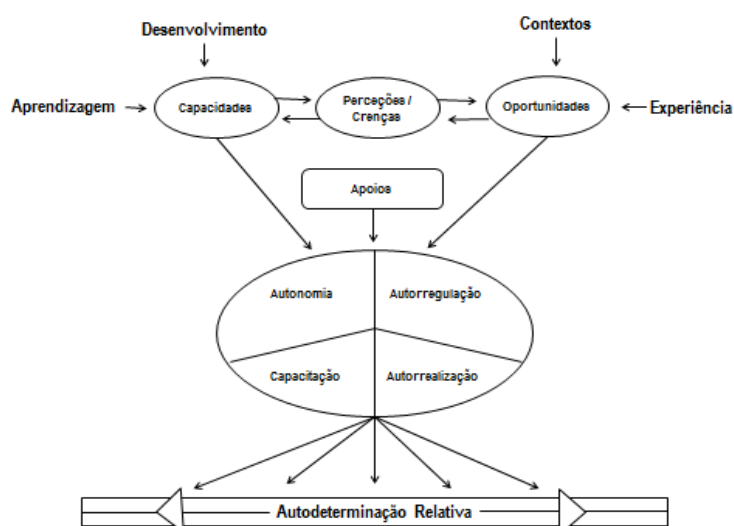 Desenvolvimento
Contextos
Aprendizagem
Capacidades
Perceções /
Crenças
Oportunidades
Experiência
Apoios
Autonomia
Autorregulação
Capacitação
Autorrealização
Autodeterminação Relativa